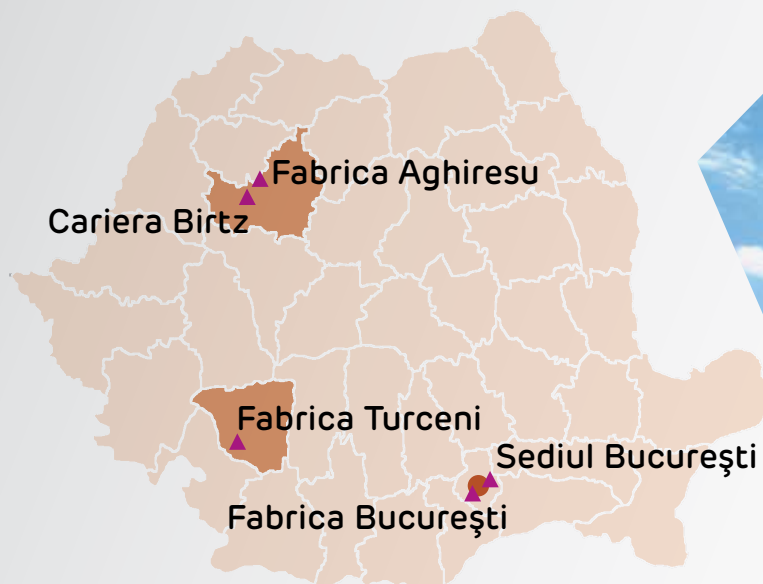 Fabrica Aghiresu
Cariera Birtz
Fabrica Turceni
Sediul Bucureşti
Fabrica Bucureşti